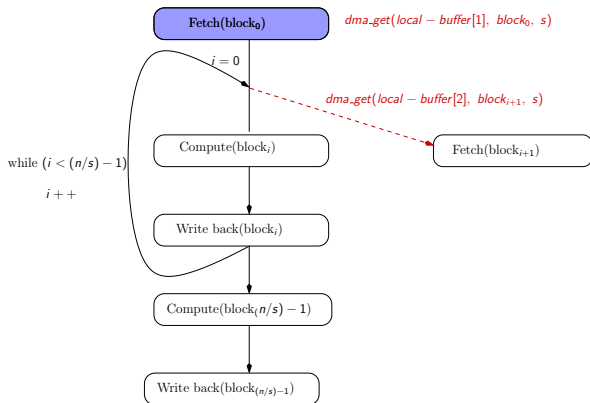 Fetch(block₀)
dma_get(local − buffer[1], block₀, s)
i = 0
dma_get(local − buffer[2], blockᵢ₊₁, s)
Compute(blockᵢ)
Fetch(blockᵢ₊₁)
while (i < (n/s) − 1)
i + +
Write back(blockᵢ)
Compute(block₍n/s) − 1)
Write back(block₍ₙ/ₛ₎₋₁)